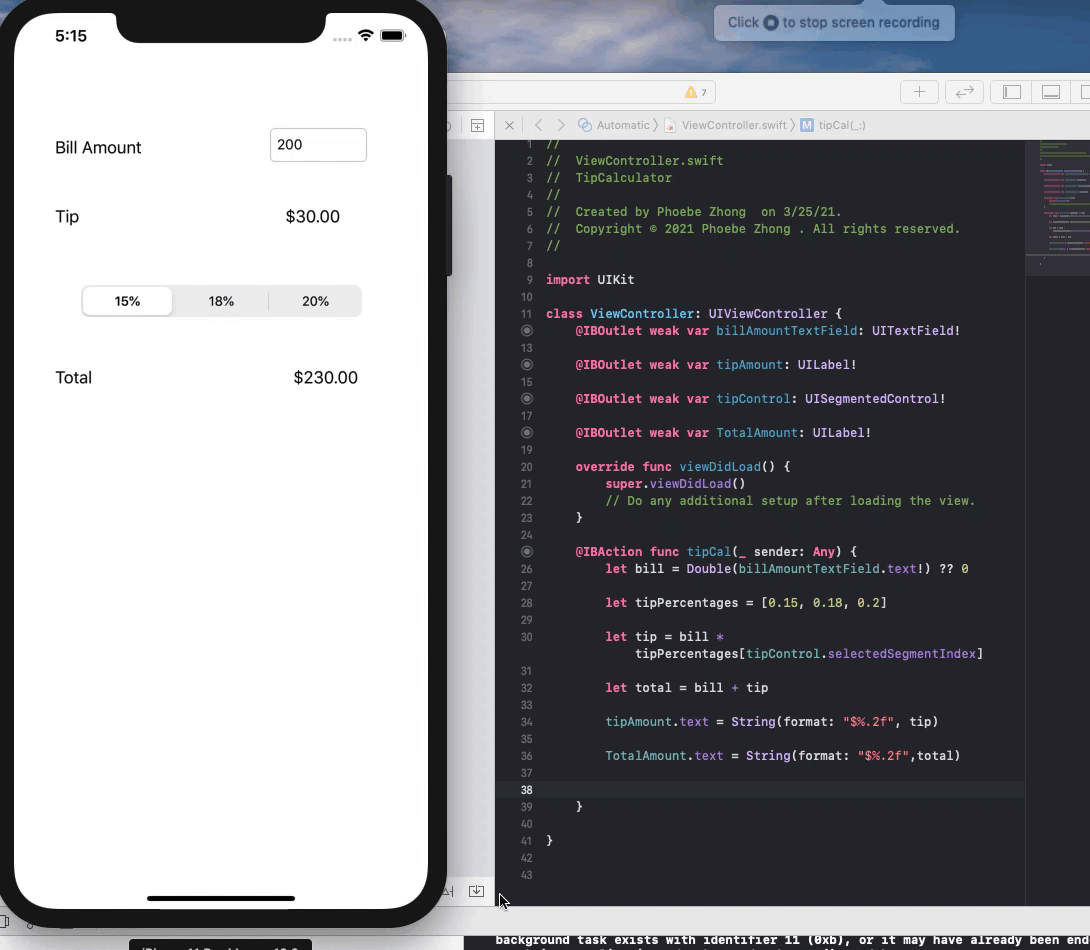 Click to stop screen recording
5:15
Bill Amount
200
Tip
$30.00
15%
18%
20%
Total
$230.00
7
Automatic
ViewController.swift
M
tipCal(_:)
1 //
2 //  ViewController.swift
3 //  TipCalculator
4 //
5 //  Created by Phoebe Zhong  on 3/25/21.
6 //  Copyright © 2021 Phoebe Zhong . All rights reserved.
7 //
8
9 import UIKit
10
11 class ViewController: UIViewController {
@IBOutlet weak var billAmountTextField: UITextField!
13
@IBOutlet weak var tipAmount: UILabel!
15
@IBOutlet weak var tipControl: UISegmentedControl!
17
@IBOutlet weak var TotalAmount: UILabel!
19
20 override func viewDidLoad() {
21 super.viewDidLoad()
22 // Do any additional setup after loading the view.
23 }
24
@IBAction func tipCal(_ sender: Any) {
26 let bill = Double(billAmountTextField.text!) ?? 0
27
28 let tipPercentages = [0.15, 0.18, 0.2]
29
30 let tip = bill *
tipPercentages[tipControl.selectedSegmentIndex]
31
32 let total = bill + tip
33
34 tipAmount.text = String(format: "$%.2f", tip)
35
36 TotalAmount.text = String(format: "$%.2f",total)
37
38
39 }
40
41 }
42
43
background task exists with identifier 11 (0xb), or it may have already been end